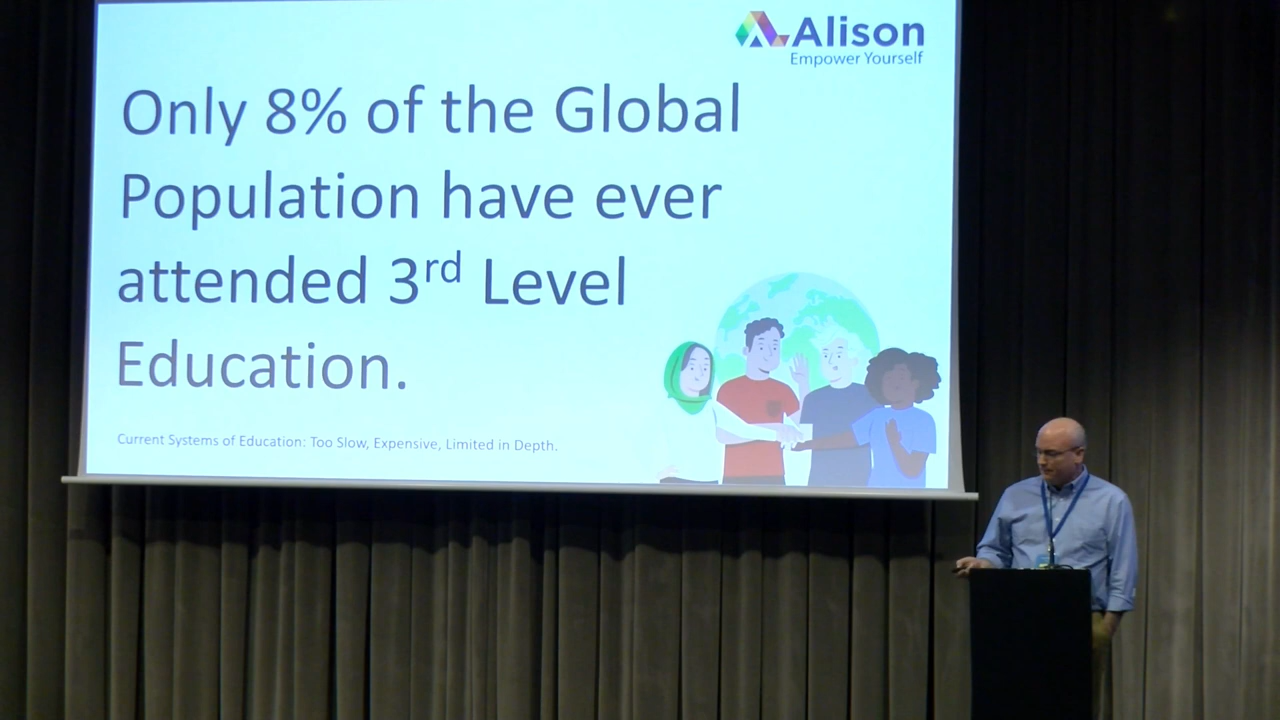 Alison
Empower Yourself
Only 8% of the Global
Population have ever
attended 3rd Level
Education.
Current Systems of Education: Too Slow, Expensive, Limited in Depth.